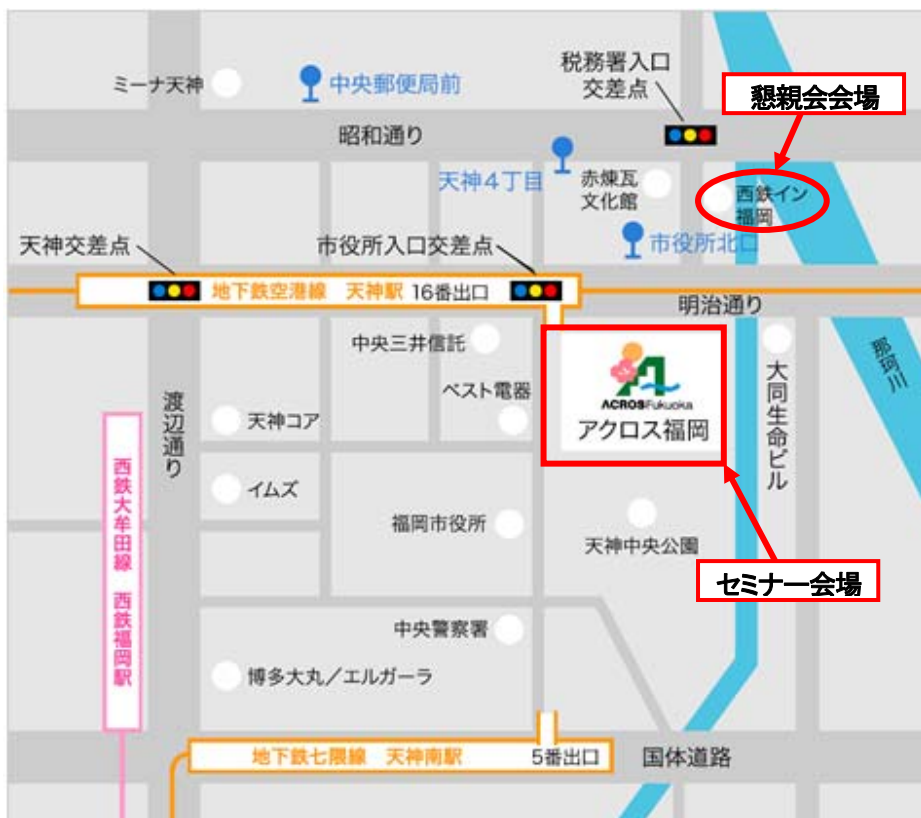 税務署入口
交差点
懇親会会場
ミーナ天神
中央郵便局前
昭和通り
天神4丁目
赤煉瓦
文化館
西鉄イン
福岡
市役所北口
天神交差点
市役所入口交差点
地下鉄空港線 天神駅 16番出口
明治通り
中央三井信託
那珂川
ベスト電器
ACROS Fukuoka
アクロス福岡
大同生命ビル
渡辺通り
天神コア
西鉄大牟田線 西鉄福岡駅
イムズ
福岡市役所
天神中央公園
セミナー会場
中央警察署
博多大丸/エルガーラ
地下鉄七隈線 天神南駅 5番出口
国体道路